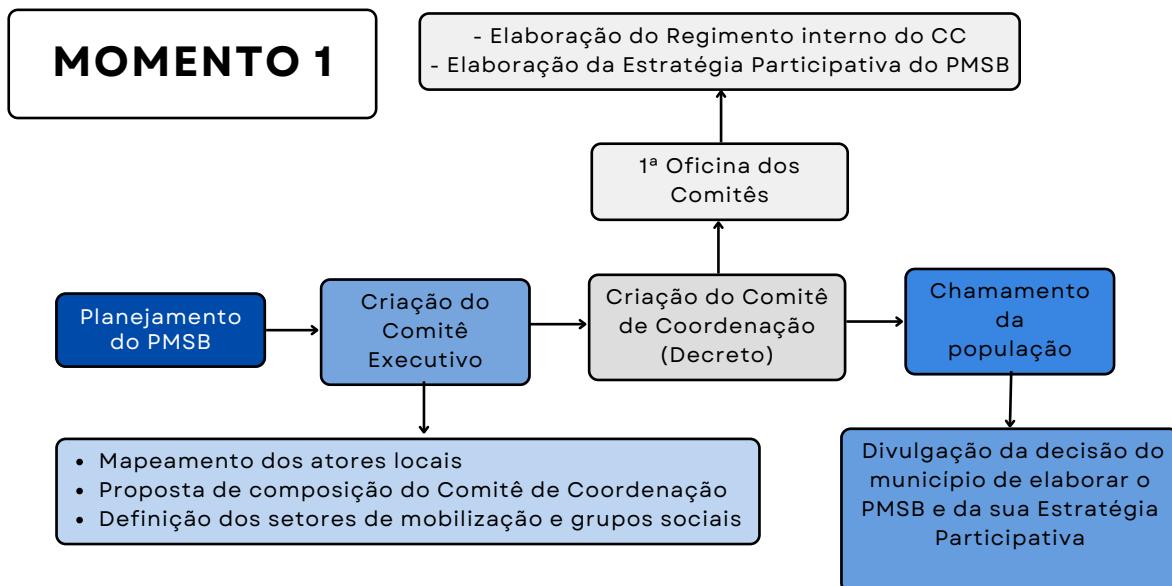 MOMENTO 1
- Elaboração do Regimento interno do CC
- Elaboração da Estratégia Participativa do PMSB
1ª Oficina dos
Comitês
Planejamento
do PMSB
Criação do
Comitê
Executivo
Criação do Comitê
de Coordenação
(Decreto)
Chamamento
da
população
• Mapeamento dos atores locais
• Proposta de composição do Comitê de Coordenação
• Definição dos setores de mobilização e grupos sociais
Divulgação da decisão do
município de elaborar o
PMSB e da sua Estratégia
Participativa